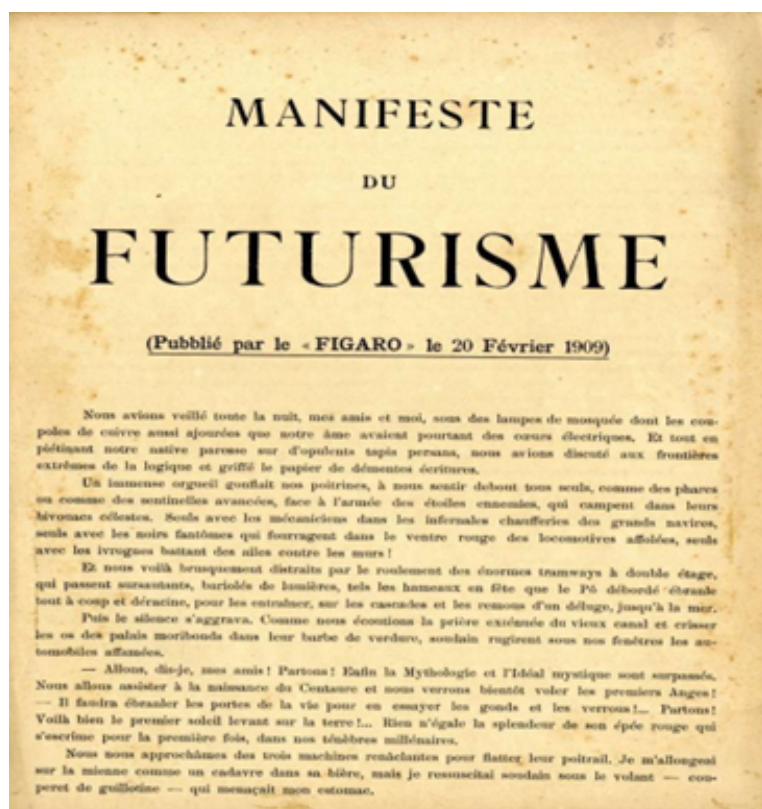 MANIFESTE
DU
FUTURISME
(Pubblié par le « FIGARO » le 20 Février 1909)
Nous avions veillé toute la nuit, mes amis et moi, sous des lampes de mosquée dont les cou-
poles de cuivre aussi ajourées que notre âme avaient pourtant des cœurs électriques. Et tout en
piétinant notre native paresse sur d'opulents tapis persans, nous avions discuté aux frontières
extrêmes de la logique et griffé le papier de démentes écritures.
Un immense orgueil gonflait nos poitrines, à nous sentir debout tous seuls, comme des phares
ou comme des sentinelles avancées, face à l'armée des étoiles ennemies, qui campent dans leurs
bivouacs célestes. Seuls avec les mécaniciens dans les infernales chaufferies des grands navires,
seuls avec les noirs fantômes qui fourragent dans le ventre rouge des locomotives affolées, seuls
avec les ivrognes battant des ailes contre les murs !
Et nous voilà brusquement distraits par le roulement des énormes tramways à double étage,
qui passent sursautants, bariolés de lumières, tels les hameaux en fête que le Pô débordé ébranle
tout à coup et déracine, pour les entraîner, sur les cascades et les remous d'un déluge, jusqu'à la mer.
Puis le silence s'aggrava. Comme nous écoutions la prière exténuée du vieux canal et crisser
les os des palais moribonds dans leur barbe de verdure, soudain rugirent sous nos fenêtres les au-
tomobiles affamées.
— Allons, dis-je, mes amis ! Partons ! Enfin la Mythologie et l'Idéal mystique sont surpassés.
Nous allons assister à la naissance du Centaure et nous verrons bientôt voler les premiers Anges !
— Il faudra ébranler les portes de la vie pour en essayer les gonds et les verrous !... Partons !
Voilà bien le premier soleil levant sur la terre !... Rien n'égale la splendeur de son épée rouge qui
s'escrime pour la première fois, dans nos ténèbres millénaires.
Nous nous approchâmes des trois machines renâclantes pour flatter leur poitrail. Je m'allongeai
sur la mienne comme un cadavre dans sa bière, mais je ressuscitai soudain sous le volant — cou-
peret de guillotine — qui menaçait mon estomac.